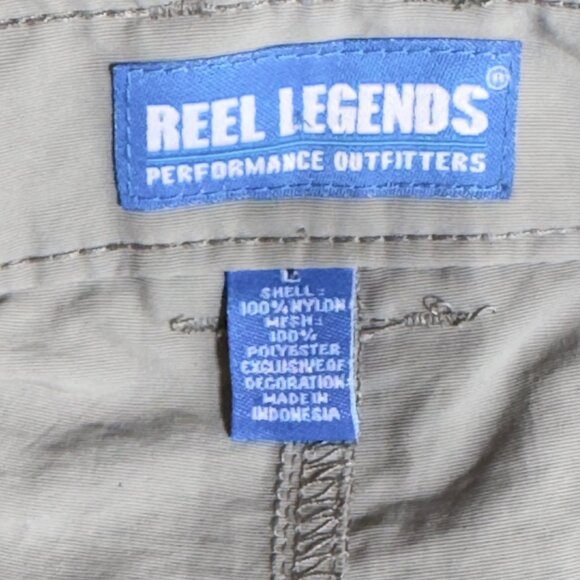 REEL LEGENDS®
PERFORMANCE OUTFITTERS
L
SHELL:
100% NYLON
MESH:
100%
POLYESTER
EXCLUSIVE OF
DECORATION
MADE IN
INDONESIA